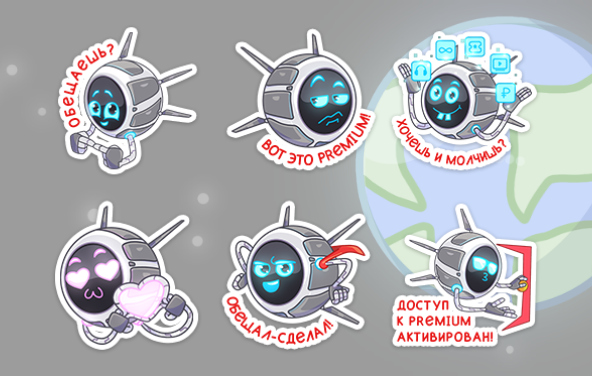 ОБЕЩАЕШЬ?
ВОТ ЭТО PREMIUM!
ХОЧЕШЬ И МОЛЧИШЬ?
ОБЕЩАЛ-СДЕЛАЛ!
ДОСТУП
К PREMIUM
АКТИВИРОВАН!